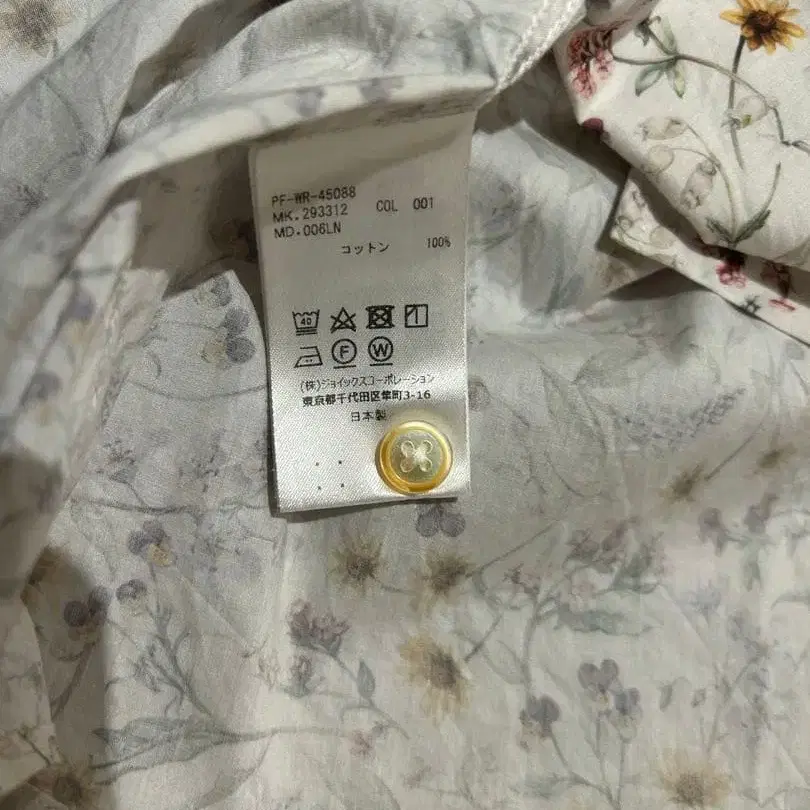 PF-WR-45088
MK.293312 COL 001
MD.006LN
コットン 100%
40
F W
(株)ジョイックスコーポレーション
東京都千代田区隼町3-16
日本製